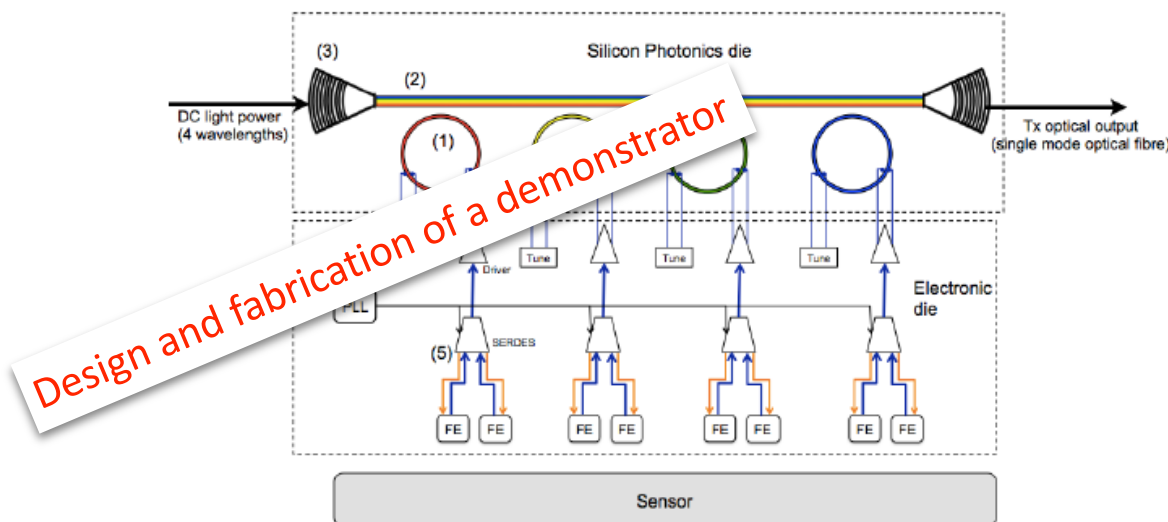 (3)
Silicon Photonics die
(2)
DC light power
(4 wavelengths)
Tx optical output
(single mode optical fibre)
(1)
Design and fabrication of a demonstrator
Tune
Tune
Tune
Driver
Electronic
die
SERDES
(5)
FE
FE
FE
FE
FE
FE
FE
FE
Sensor